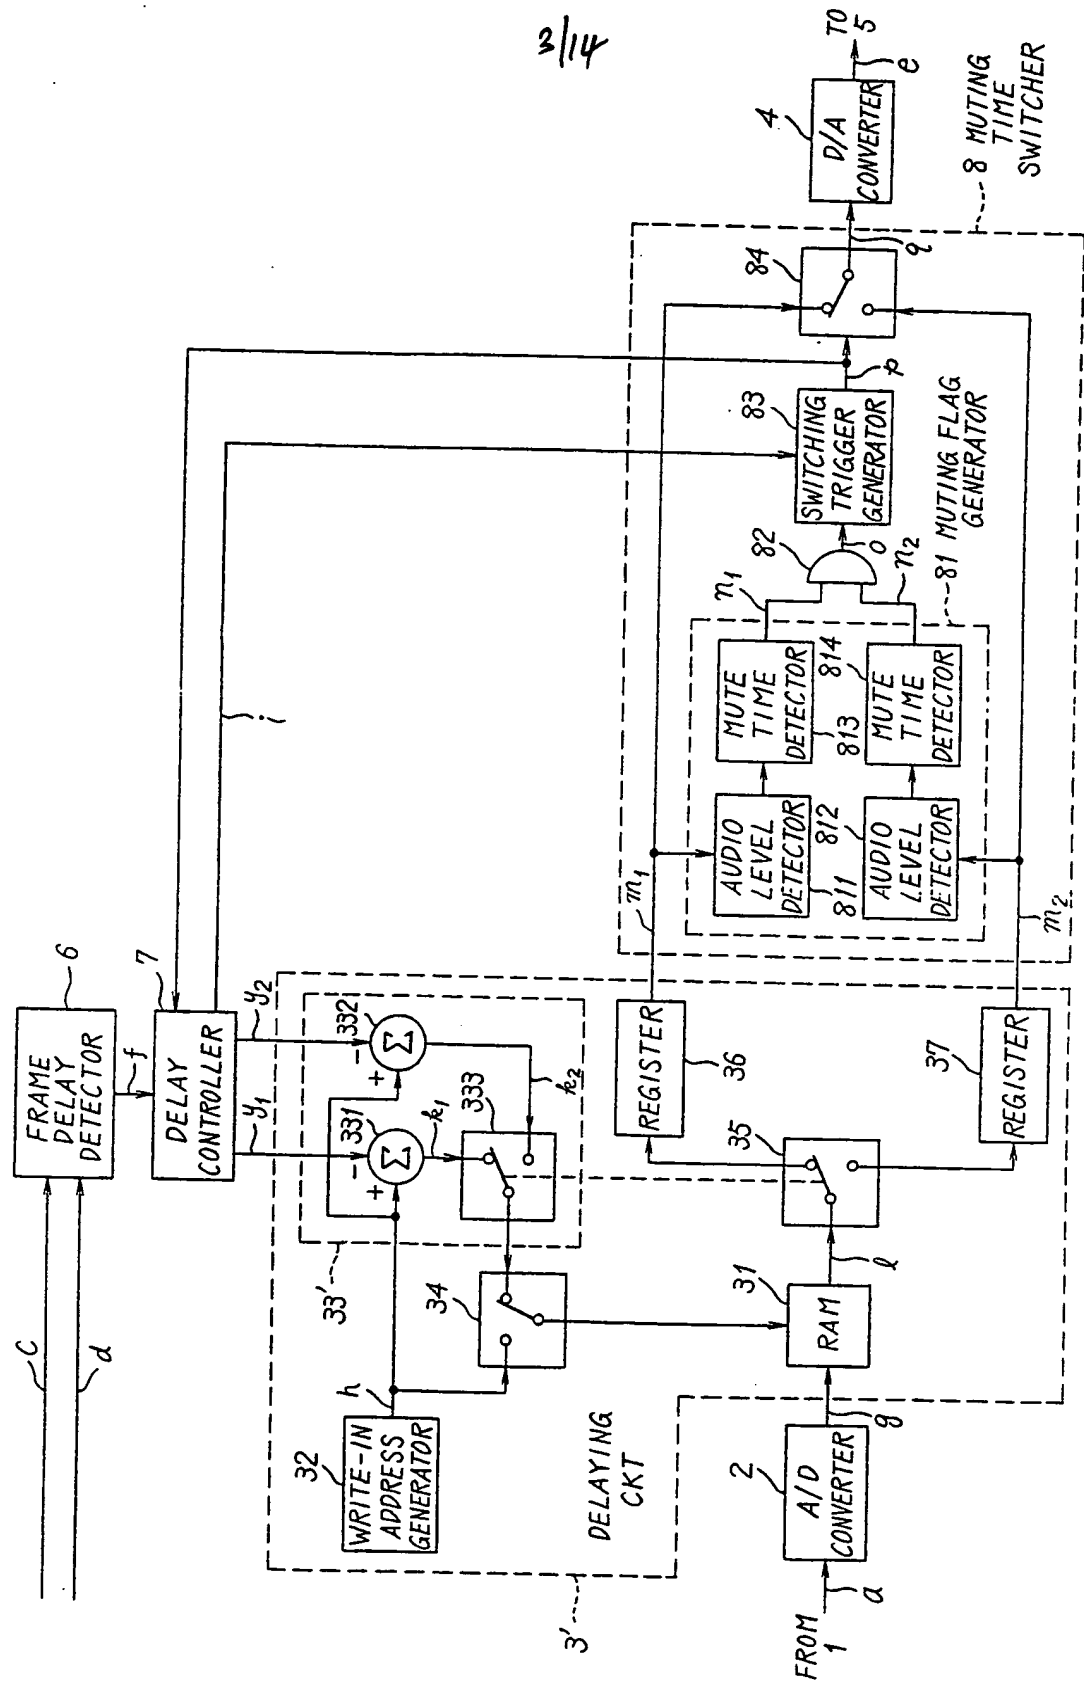 3/14
C
d
FRAME
DELAY
DETECTOR
6
f
DELAY
CONTROLLER
7
y1
y2
i
32
WRITE-IN
ADDRESS
GENERATOR
h
33'
331
Σ
+
-
332
Σ
+
-
k1
k2
333
34
DELAYING
CKT
3'
FROM
1
a
2
A/D
CONVERTER
g
31
RAM
l
35
REGISTER
36
REGISTER
37
m1
m2
AUDIO
LEVEL
DETECTOR
811
MUTE
TIME
DETECTOR
813
AUDIO
LEVEL
DETECTOR
812
MUTE
TIME
DETECTOR
814
n1
n2
82
o
81 MUTING FLAG
GENERATOR
83
SWITCHING
TRIGGER
GENERATOR
p
84
q
8 MUTING
TIME
SWITCHER
4
D/A
CONVERTER
e
TO
5